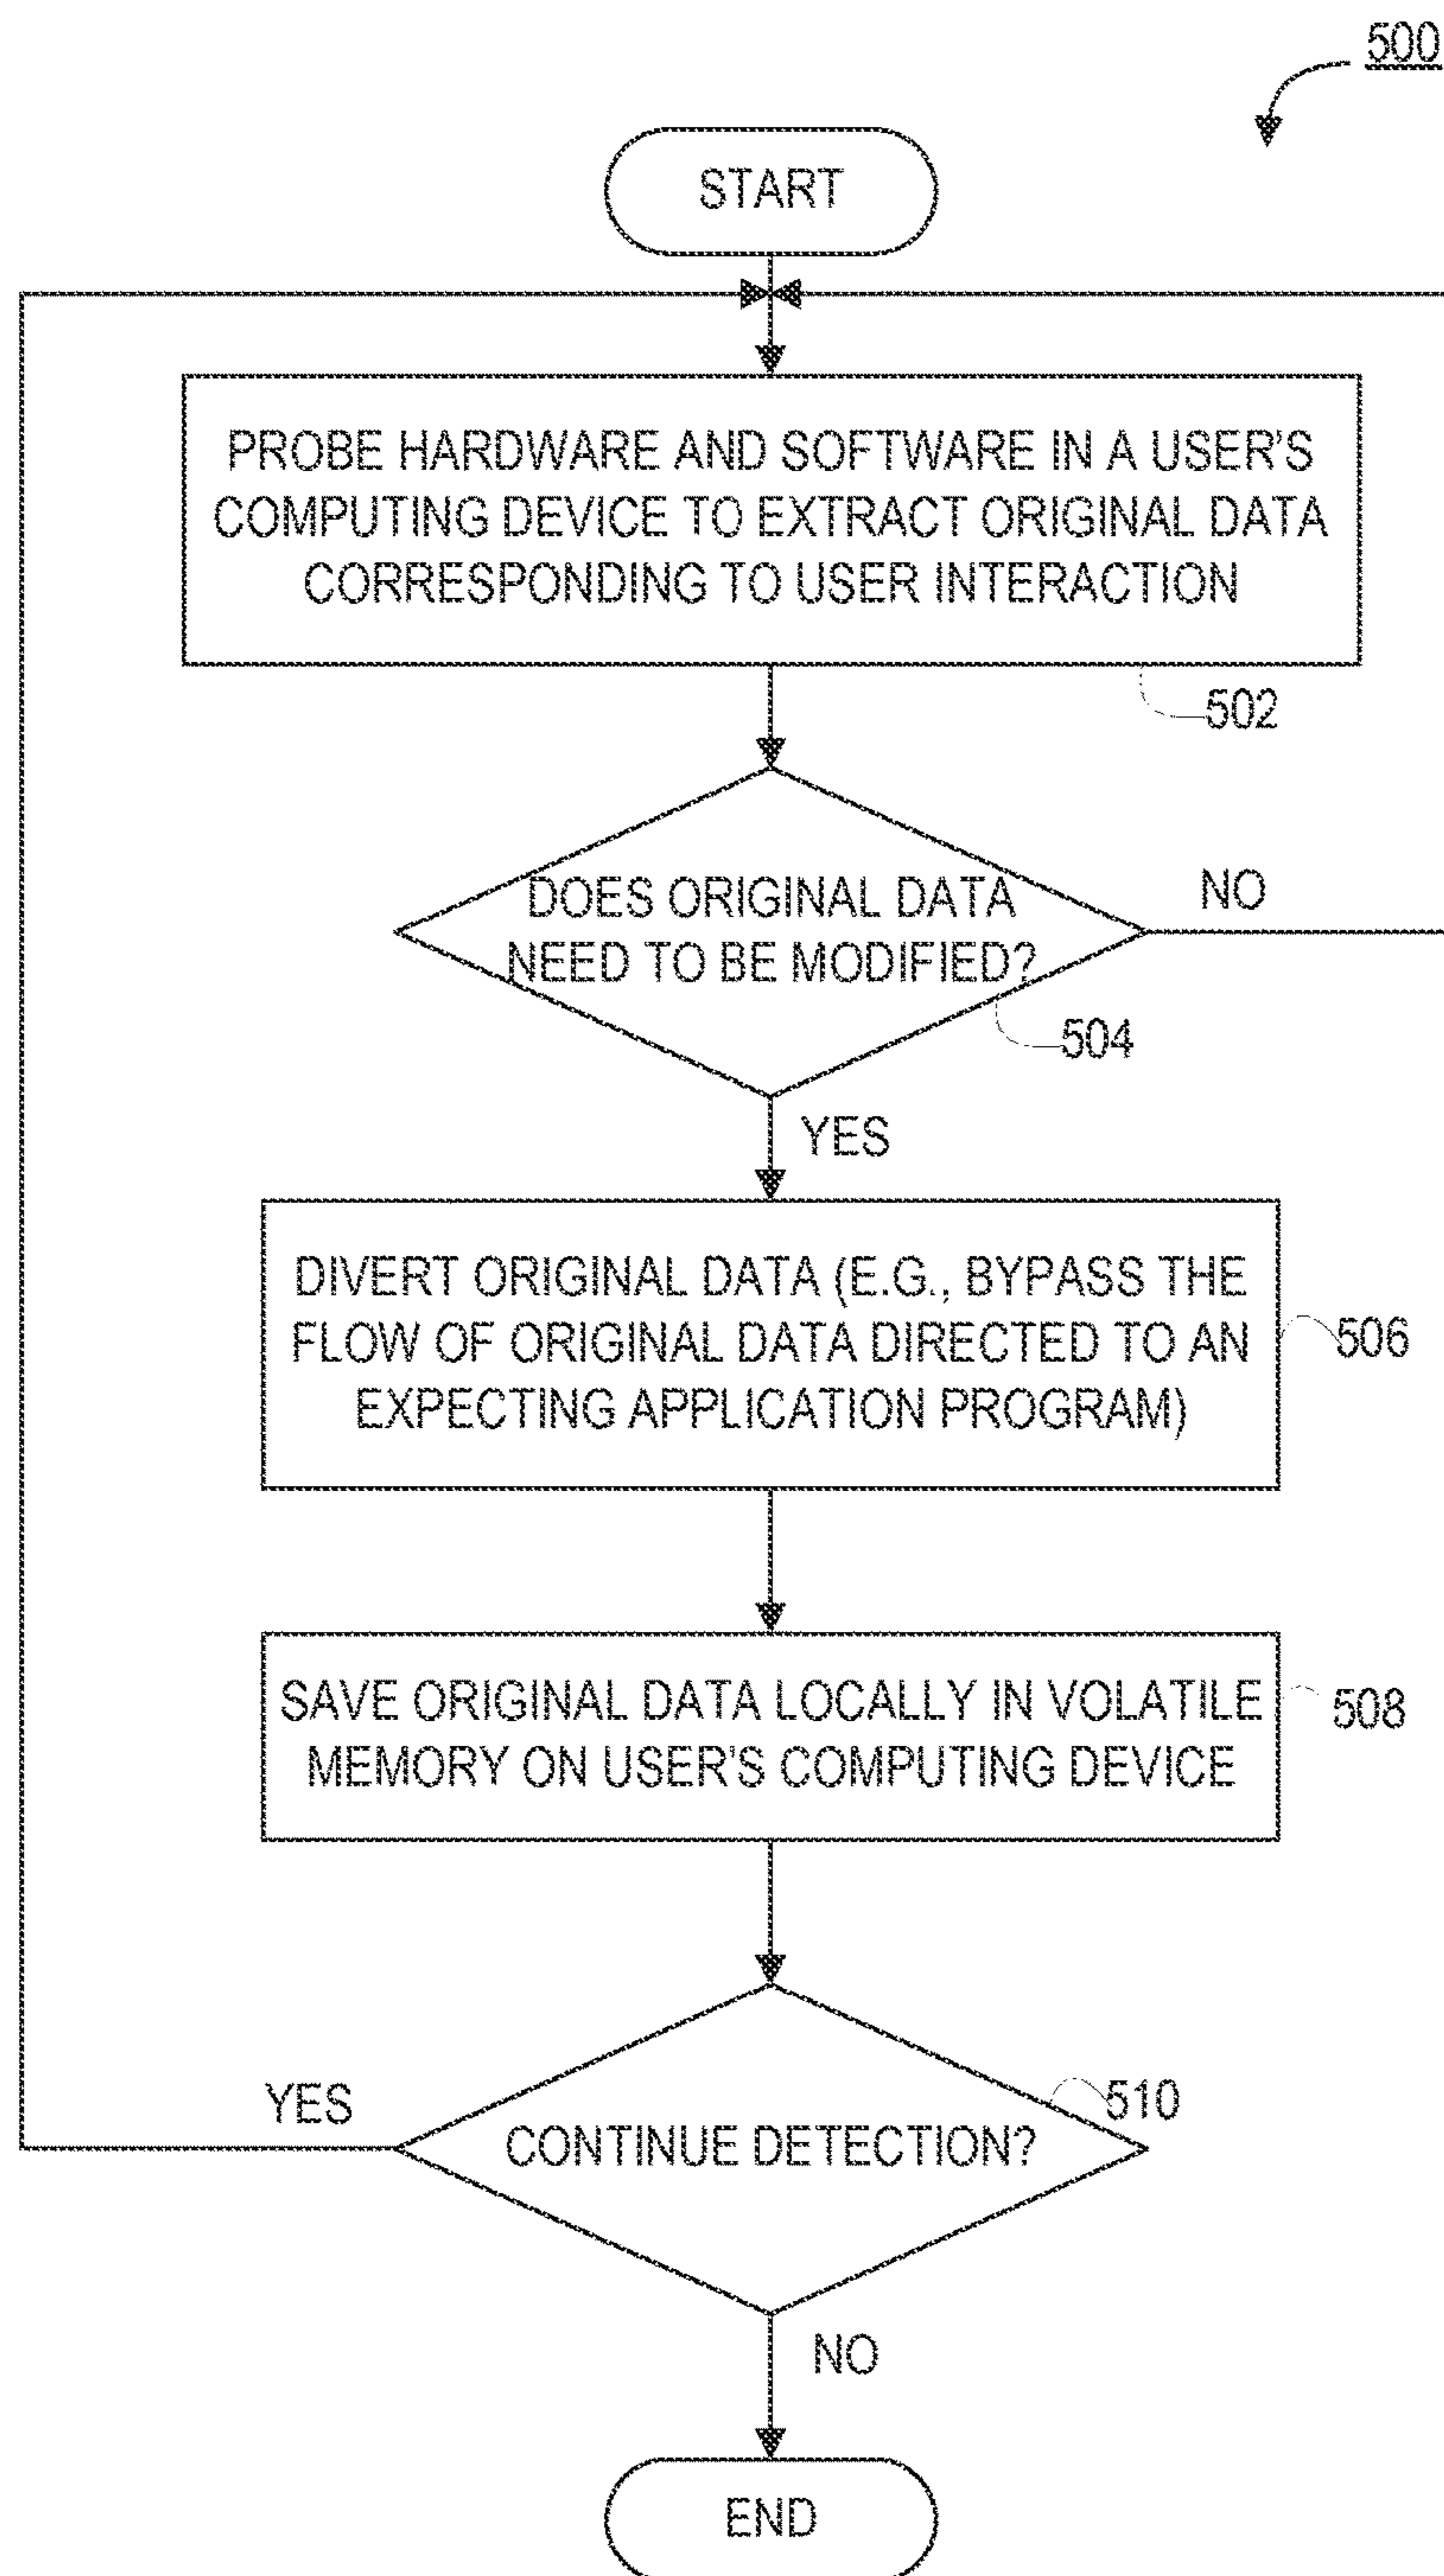 500
START
PROBE HARDWARE AND SOFTWARE IN A USER'S
COMPUTING DEVICE TO EXTRACT ORIGINAL DATA
CORRESPONDING TO USER INTERACTION
502
DOES ORIGINAL DATA
NEED TO BE MODIFIED?
NO
504
YES
DIVERT ORIGINAL DATA (E.G., BYPASS THE
FLOW OF ORIGINAL DATA DIRECTED TO AN
EXPECTING APPLICATION PROGRAM)
506
SAVE ORIGINAL DATA LOCALLY IN VOLATILE
MEMORY ON USER'S COMPUTING DEVICE
508
YES
510
CONTINUE DETECTION?
NO
END